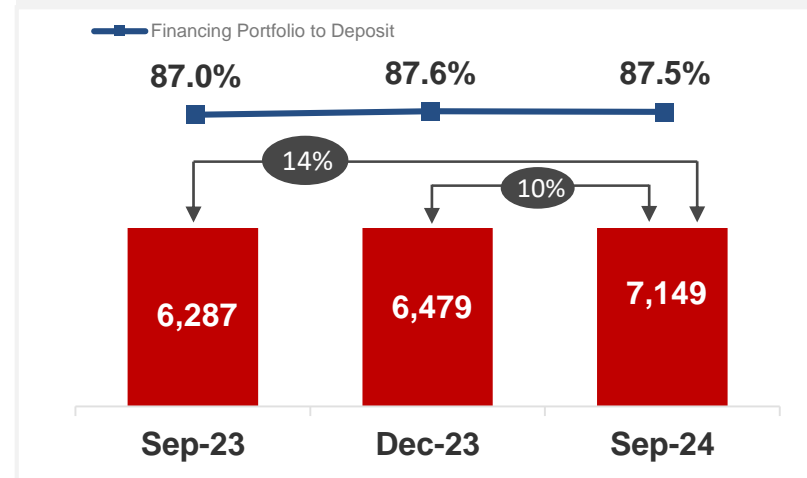 Financing Portfolio to Deposit
87.0% 87.6% 87.5%
14%
10%
6,287 6,479 7,149
Sep-23 Dec-23 Sep-24